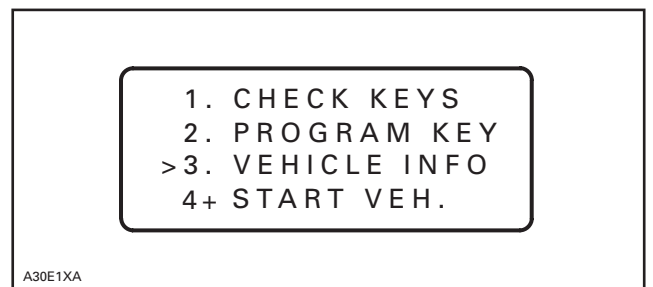 1. CHECK KEYS
2. PROGRAM KEY
>3. VEHICLE INFO
4+ START VEH.
A30E1XA